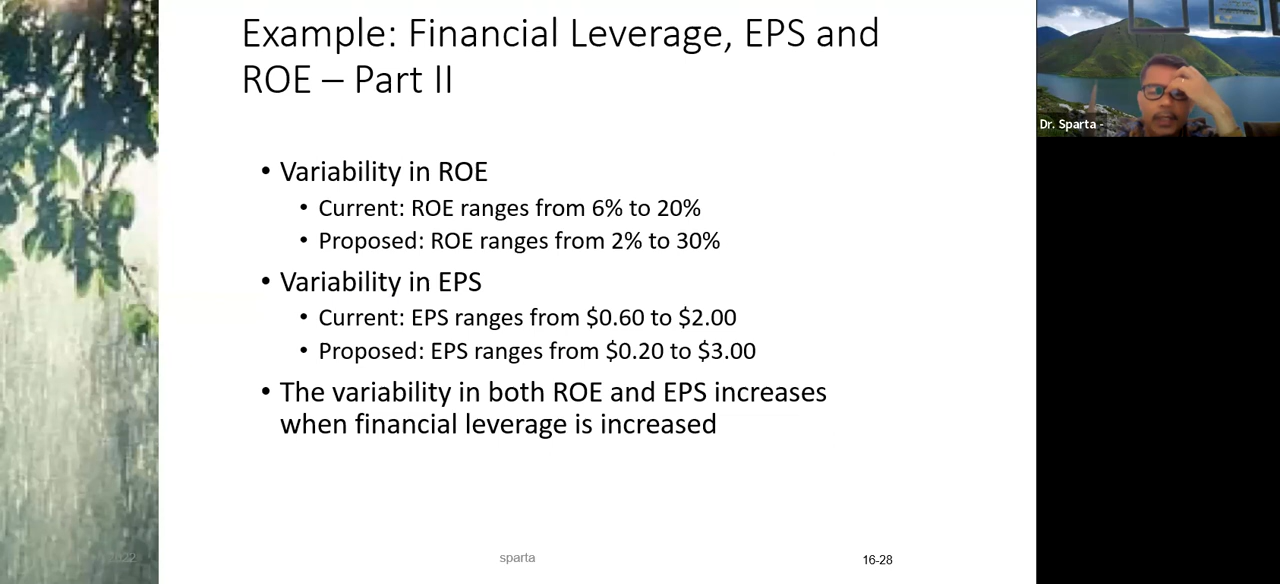 Example: Financial Leverage, EPS and
ROE – Part II
• Variability in ROE
• Current: ROE ranges from 6% to 20%
• Proposed: ROE ranges from 2% to 30%
• Variability in EPS
• Current: EPS ranges from $0.60 to $2.00
• Proposed: EPS ranges from $0.20 to $3.00
• The variability in both ROE and EPS increases
when financial leverage is increased
sparta
16-28
Dr. Sparta -